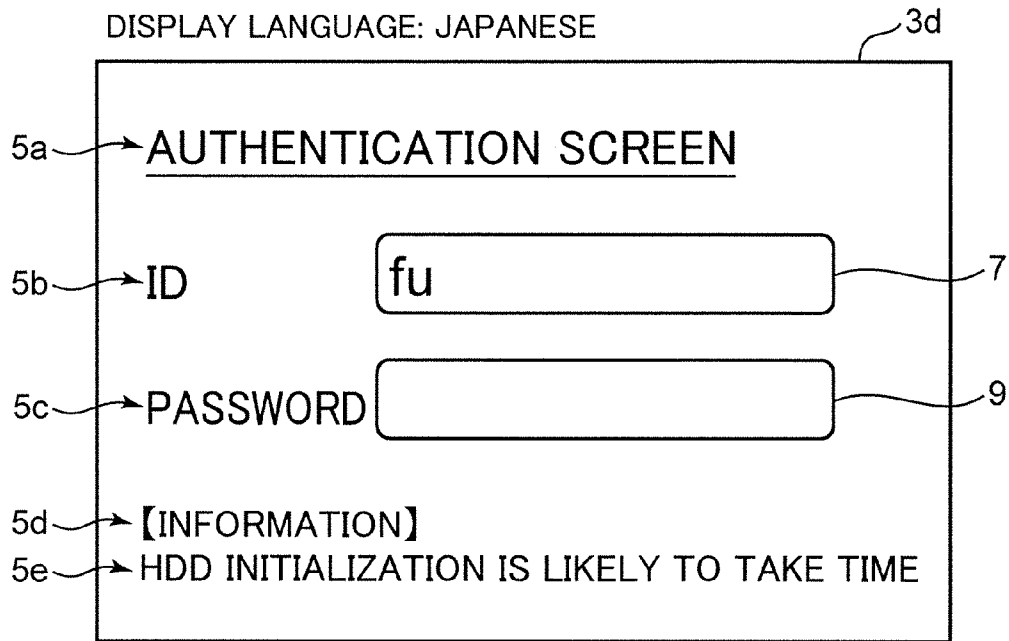 DISPLAY LANGUAGE: JAPANESE
3d
5a AUTHENTICATION SCREEN
5b ID fu 7
5c PASSWORD 9
5d 【INFORMATION】
5e HDD INITIALIZATION IS LIKELY TO TAKE TIME